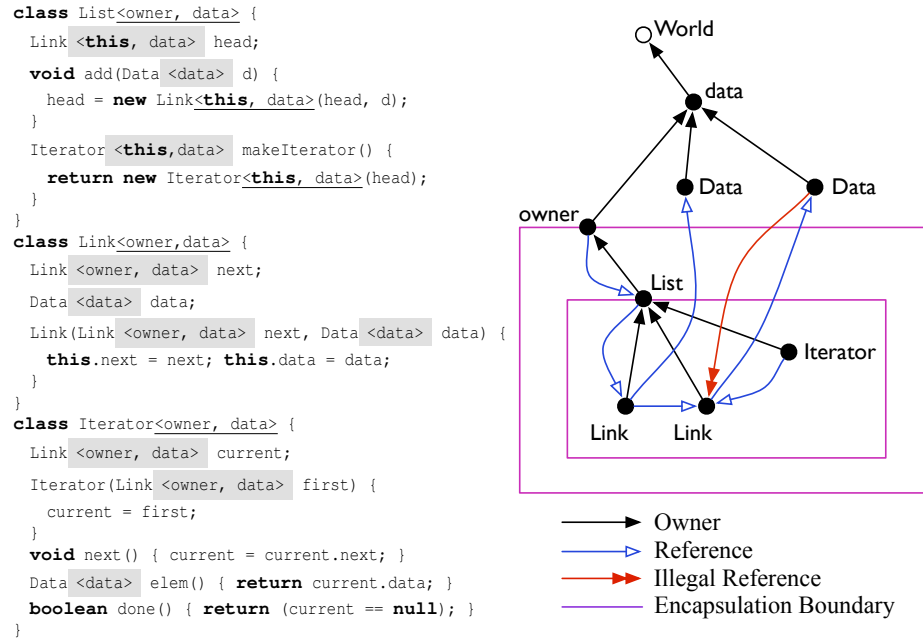 class List<owner, data> {
Link <this, data> head;
void add(Data <data> d) {
head = new Link<this, data>(head, d);
}
Iterator <this,data> makeIterator() {
return new Iterator<this, data>(head);
}
}
class Link<owner,data> {
Link <owner, data> next;
Data <data> data;
Link(Link <owner, data> next, Data <data> data) {
this.next = next; this.data = data;
}
}
class Iterator<owner, data> {
Link <owner, data> current;
Iterator(Link <owner, data> first) {
current = first;
}
void next() { current = current.next; }
Data <data> elem() { return current.data; }
boolean done() { return (current == null); }
}
World
data
Data
Data
owner
List
Iterator
Link
Link
Owner
Reference
Illegal Reference
Encapsulation Boundary